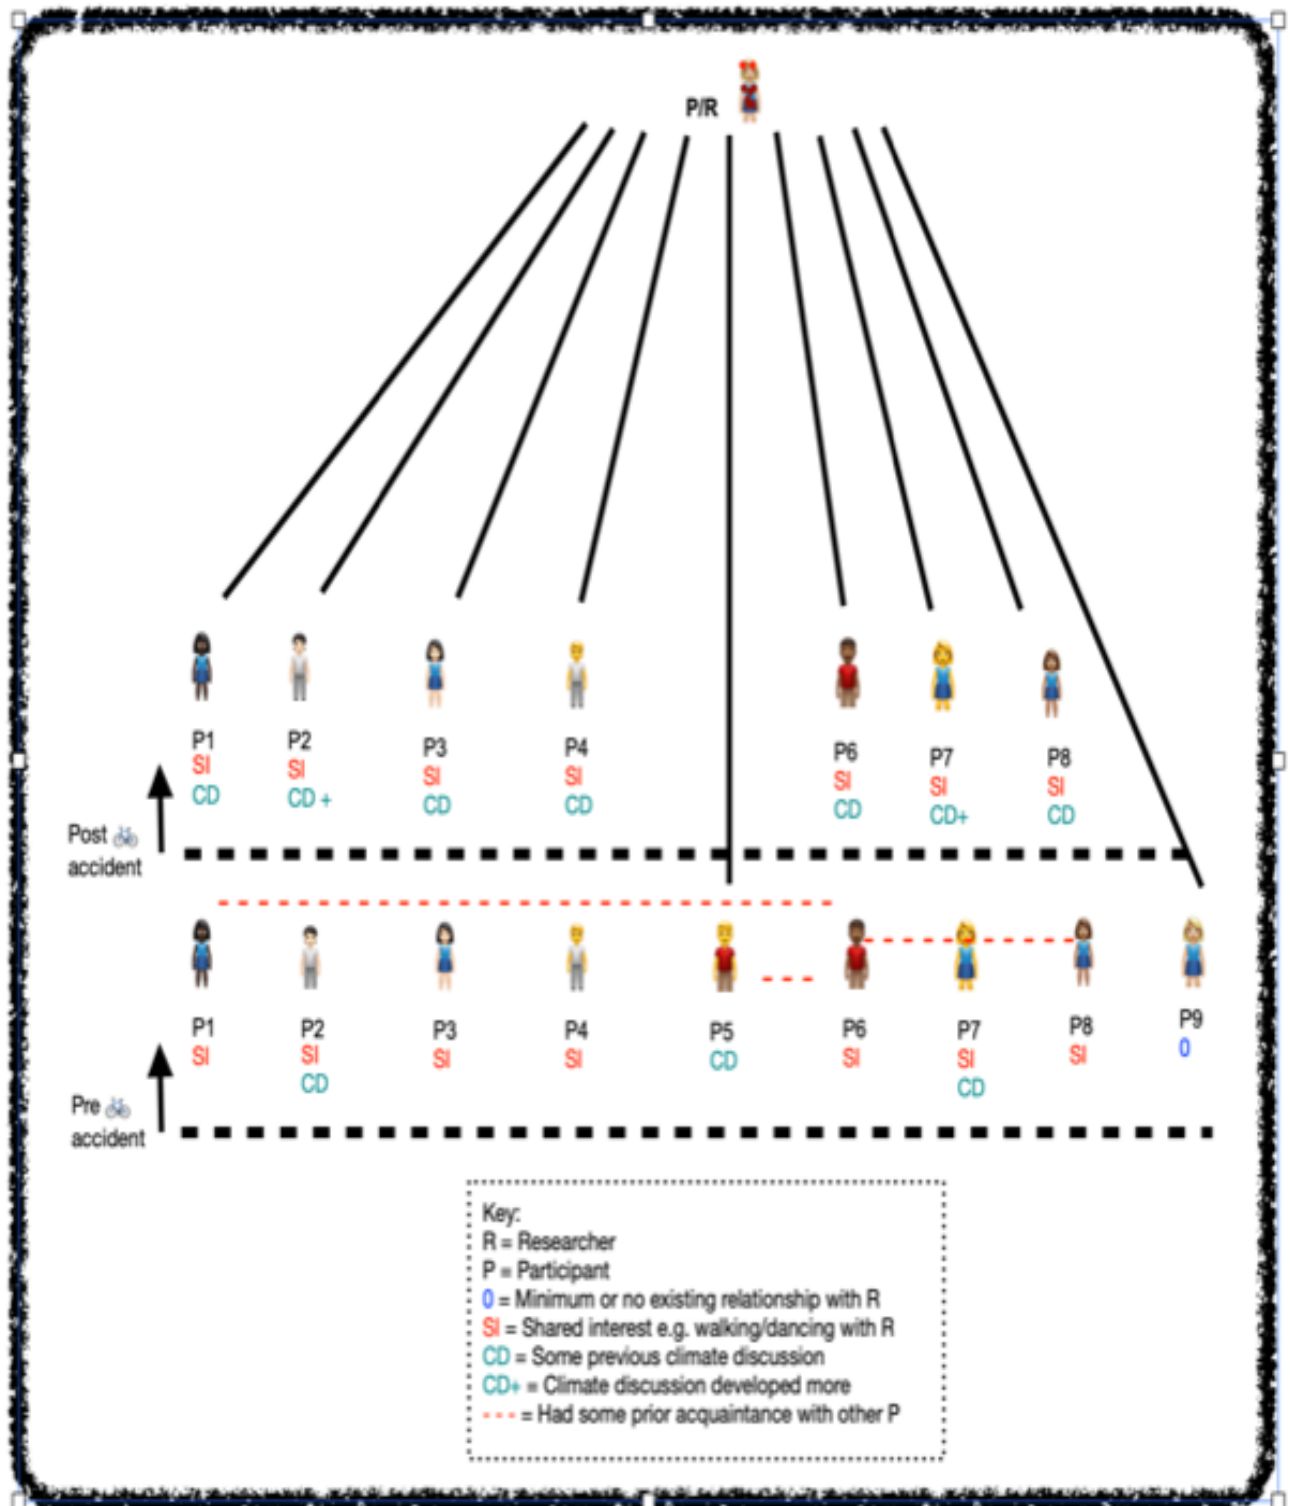 P/R
P1 P2 P3 P4 P6 P7 P8
SI SI SI SI SI SI SI
CD CD + CD CD CD CD+ CD
Post
accident
P1 P2 P3 P4 P5 P6 P7 P8 P9
SI SI SI SI CD SI SI SI 0
CD CD
Pre
accident
Key:
R = Researcher
P = Participant
0 = Minimum or no existing relationship with R
SI = Shared interest e.g. walking/dancing with R
CD = Some previous climate discussion
CD+ = Climate discussion developed more
- - - = Had some prior acquaintance with other P